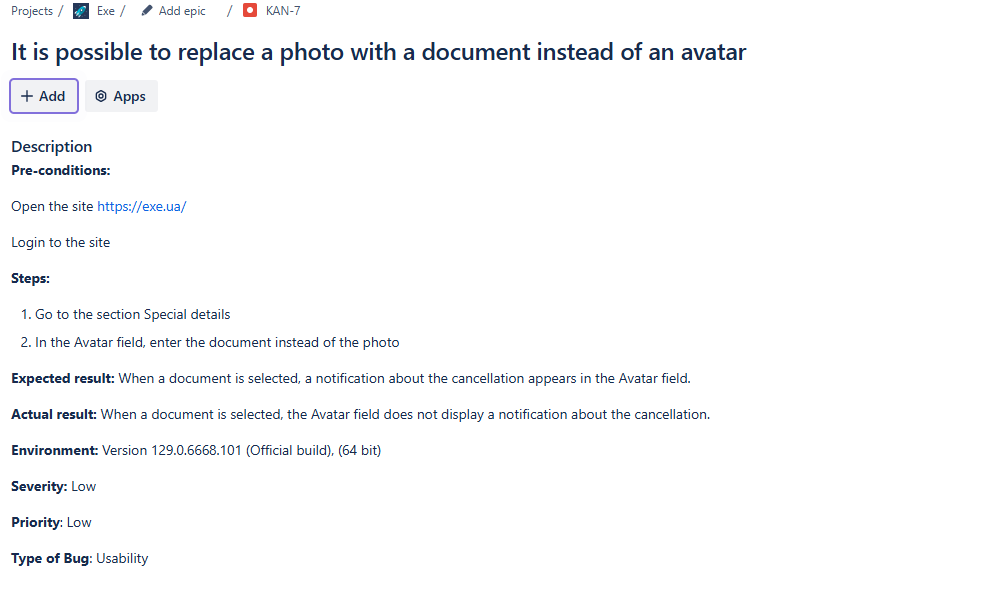 Projects / Exe / Add epic / KAN-7
It is possible to replace a photo with a document instead of an avatar
+ Add Apps
Description
Pre-conditions:
Open the site https://exe.ua/
Login to the site
Steps:
1. Go to the section Special details
2. In the Avatar field, enter the document instead of the photo
Expected result: When a document is selected, a notification about the cancellation appears in the Avatar field.
Actual result: When a document is selected, the Avatar field does not display a notification about the cancellation.
Environment: Version 129.0.6668.101 (Official build), (64 bit)
Severity: Low
Priority: Low
Type of Bug: Usability